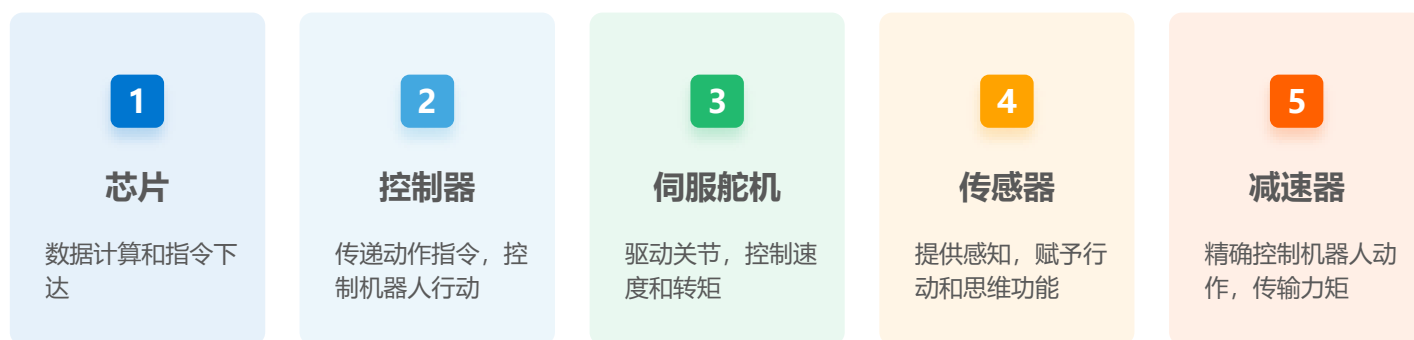 1
芯片
数据计算和指令下
达
2
控制器
传递动作指令，控
制机器人行动
3
伺服舵机
驱动关节，控制速
度和转矩
4
传感器
提供感知，赋予行
动和思维功能
5
减速器
精确控制机器人动
作，传输力矩